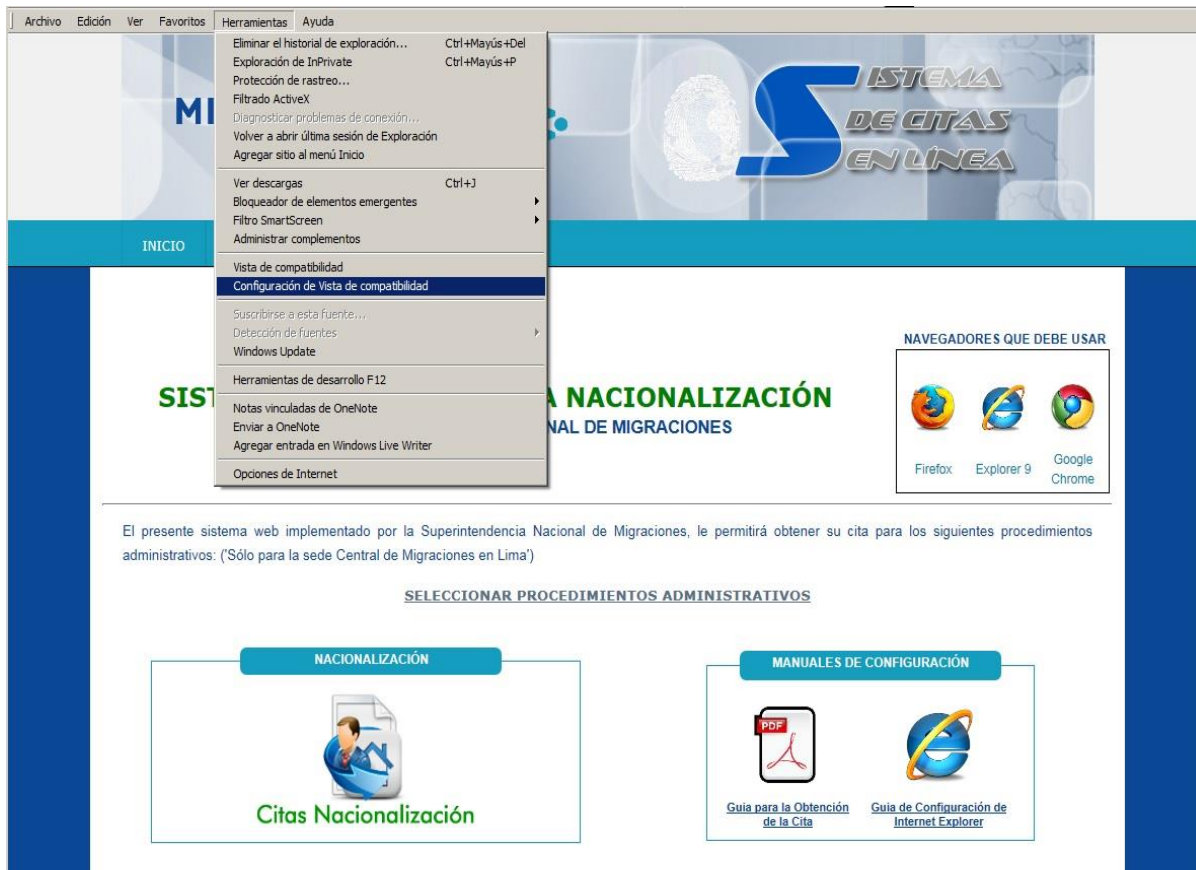 Archivo Edición Ver Favoritos Herramientas Ayuda
Eliminar el historial de exploración... Ctrl+Mayús+Del
Exploración de InPrivate Ctrl+Mayús+P
Protección de rastreo...
Filtrado ActiveX
Diagnosticar problemas de conexión...
Volver a abrir última sesión de Exploración
Agregar sitio al menú Inicio
Ver descargas Ctrl+J
Bloqueador de elementos emergentes
Filtro SmartScreen
Administrar complementos
Vista de compatibilidad
Configuración de Vista de compatibilidad
Suscribirse a esta fuente...
Detección de fuentes
Windows Update
Herramientas de desarrollo F12
Notas vinculadas de OneNote
Enviar a OneNote
Agregar entrada en Windows Live Writer
Opciones de Internet
MI
SISTEMA
DE CITAS
EN LÍNEA
INICIO
NAVEGADORES QUE DEBE USAR
Firefox Explorer 9 Google Chrome
SIST A NACIONALIZACIÓN
NAL DE MIGRACIONES
El presente sistema web implementado por la Superintendencia Nacional de Migraciones, le permitirá obtener su cita para los siguientes procedimientos
administrativos: ('Sólo para la sede Central de Migraciones en Lima')
SELECCIONAR PROCEDIMIENTOS ADMINISTRATIVOS
NACIONALIZACIÓN
Citas Nacionalización
MANUALES DE CONFIGURACIÓN
PDF
Guia para la Obtención
de la Cita
Guia de Configuración de
Internet Explorer